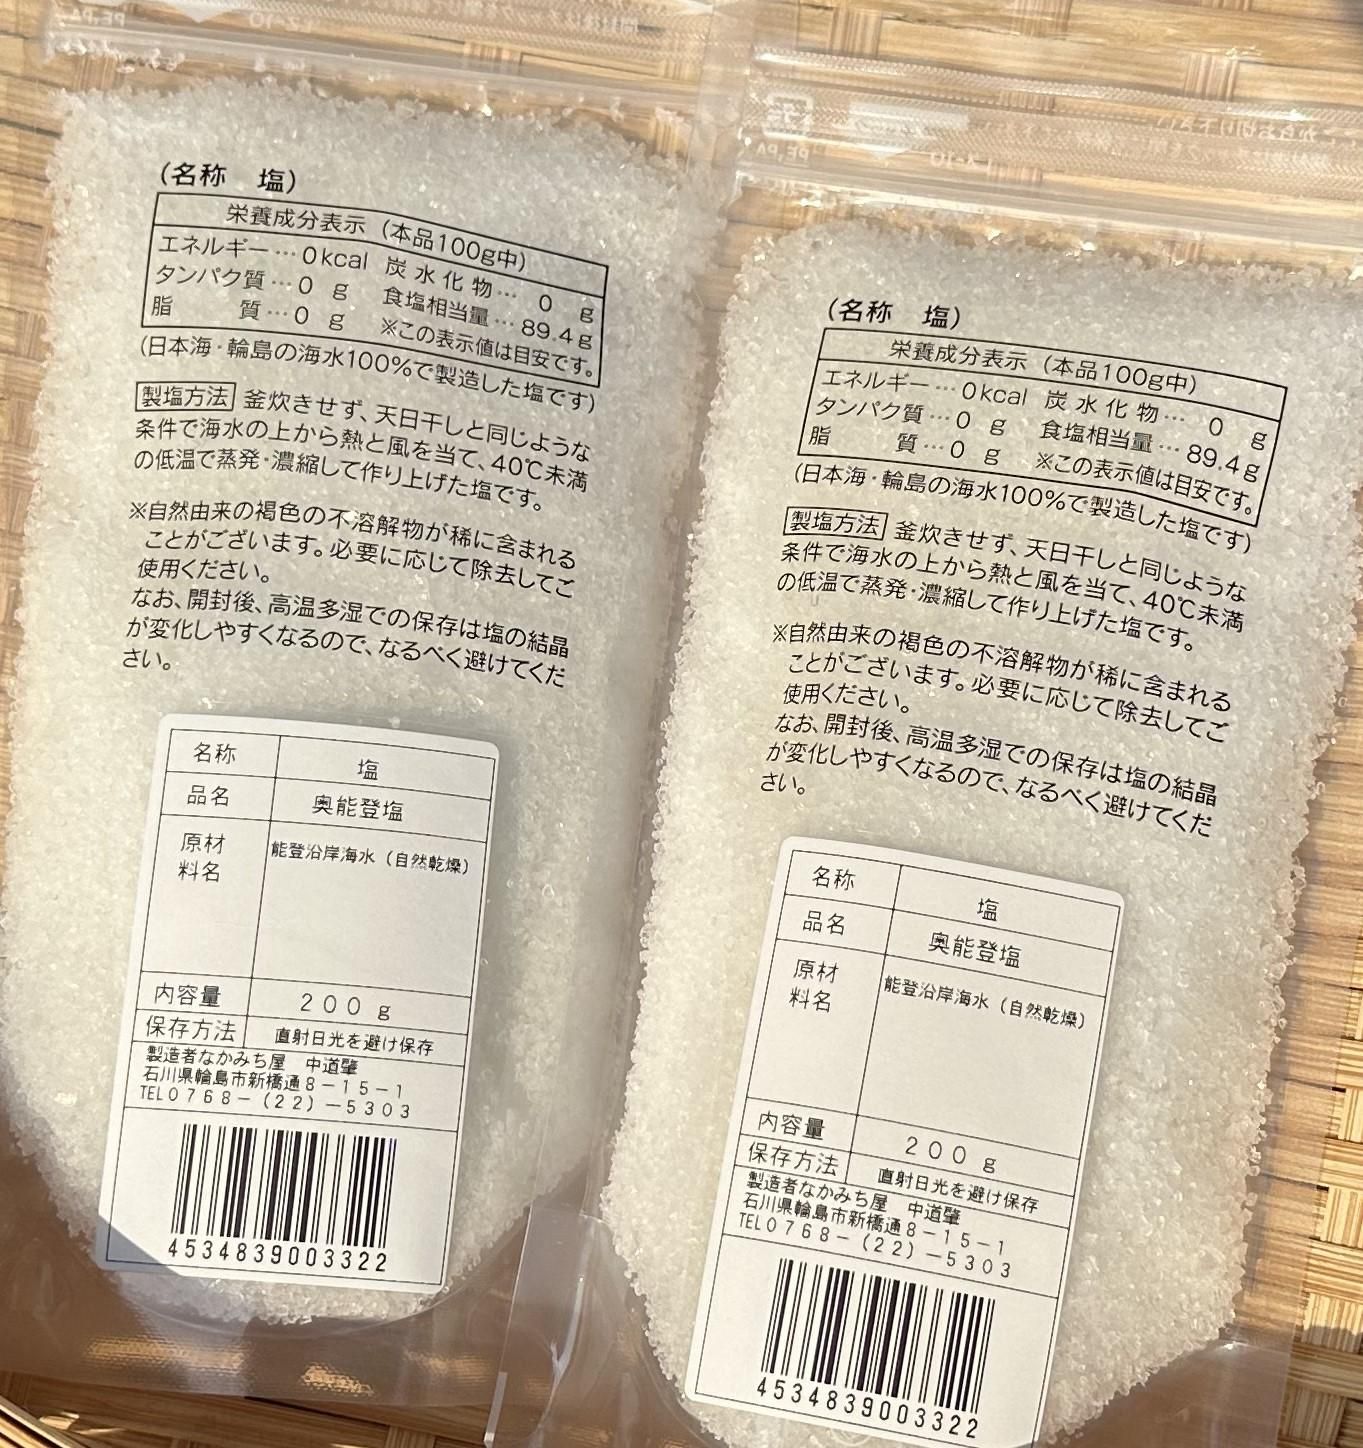 (名称　塩)
栄養成分表示 (本品100g中)
エネルギー…0kcal 炭水化物… 0 g
タンパク質…0 g 食塩相当量…89.4g
脂　　質…0 g ※この表示値は目安です。
(日本海・輪島の海水100%で製造した塩です)
製塩方法 釜炊きせず、天日干しと同じような
条件で海水の上から熱と風を当て、40℃未満
の低温で蒸発・濃縮して作り上げた塩です。
※自然由来の褐色の不溶解物が稀に含まれる
ことがございます。必要に応じて除去してご
使用ください。
なお、開封後、高温多湿での保存は塩の結晶
が変化しやすくなるので、なるべく避けてくだ
さい。
名称 塩
品名 奥能登塩
原材 能登沿岸海水（自然乾燥）
料名
内容量 200g
保存方法 直射日光を避け保存
製造者なかみち屋　中道肇
石川県輪島市新橋通8－15－1
TEL0768－(22)－5303
4534839003322
(名称　塩)
栄養成分表示 (本品100g中)
エネルギー…0kcal 炭水化物… 0 g
タンパク質…0 g 食塩相当量…89.4g
脂　　質…0 g ※この表示値は目安です。
(日本海・輪島の海水100%で製造した塩です)
製塩方法 釜炊きせず、天日干しと同じような
条件で海水の上から熱と風を当て、40℃未満
の低温で蒸発・濃縮して作り上げた塩です。
※自然由来の褐色の不溶解物が稀に含まれる
ことがございます。必要に応じて除去してご
使用ください。
なお、開封後、高温多湿での保存は塩の結晶
が変化しやすくなるので、なるべく避けてくだ
さい。
名称 塩
品名 奥能登塩
原材 能登沿岸海水（自然乾燥）
料名
内容量 200g
保存方法 直射日光を避け保存
製造者なかみち屋　中道肇
石川県輪島市新橋通8－15－1
TEL0768－(22)－5303
4534839003322